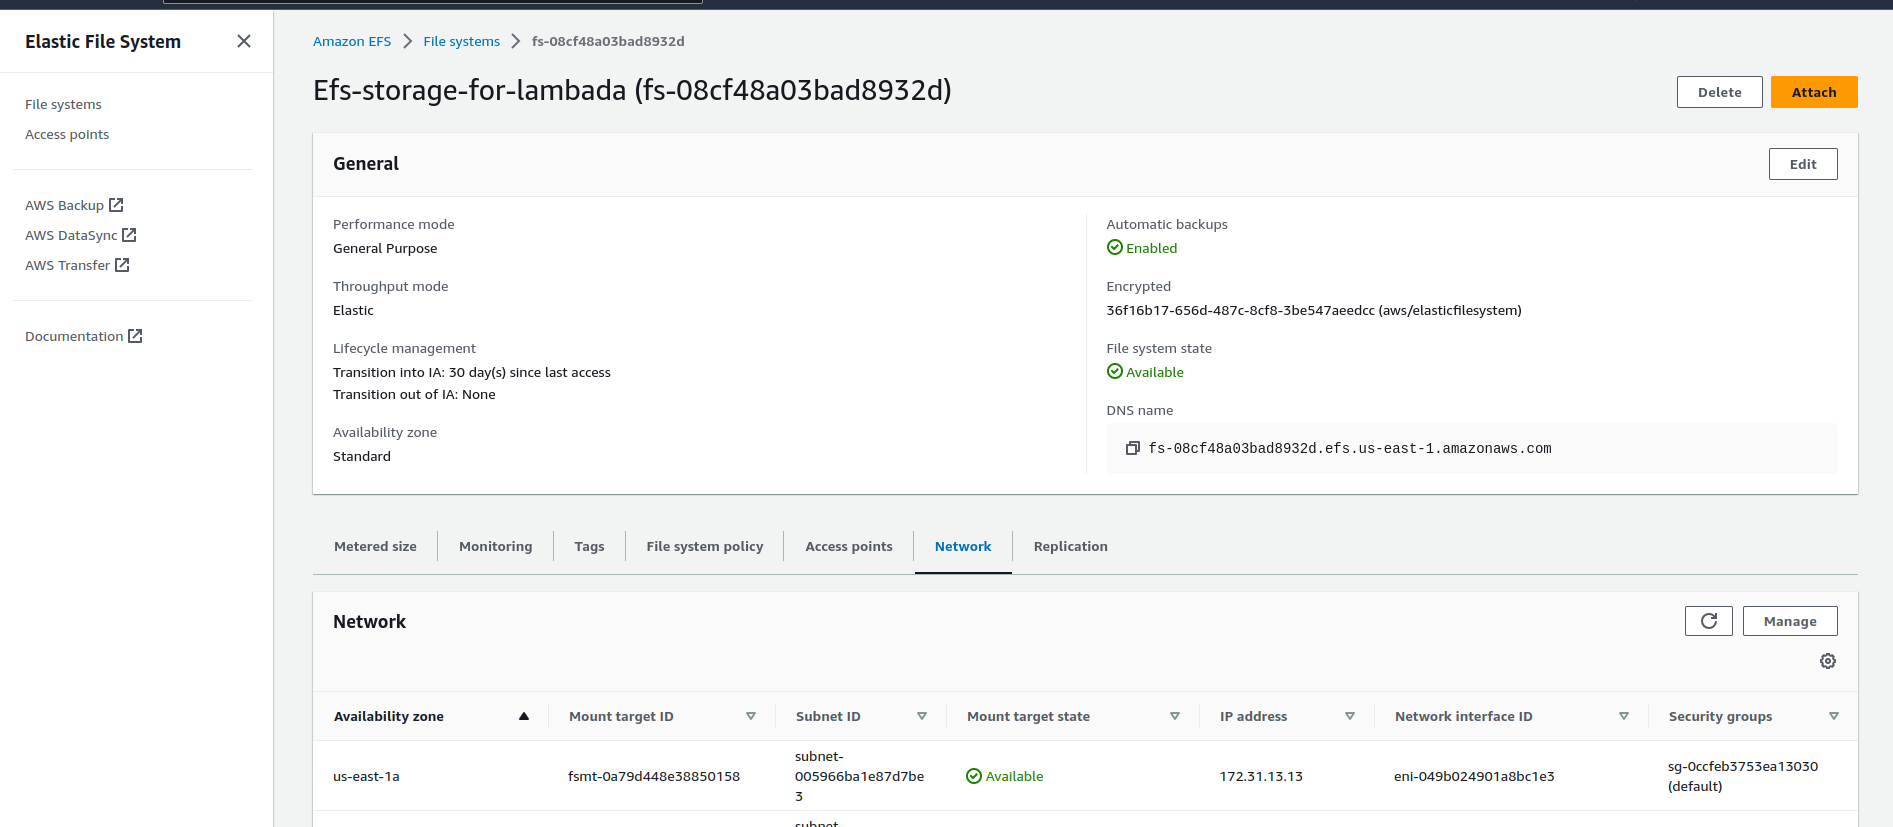 Elastic File System
File systems
Access points
AWS Backup
AWS DataSync
AWS Transfer
Documentation
Amazon EFS > File systems > fs-08cf48a03bad8932d
Efs-storage-for-lambada (fs-08cf48a03bad8932d)
Delete Attach
General
Edit
Performance mode
General Purpose
Throughput mode
Elastic
Lifecycle management
Transition into IA: 30 day(s) since last access
Transition out of IA: None
Availability zone
Standard
Automatic backups
Enabled
Encrypted
36f16b17-656d-487c-8cf8-3be547aeedcc (aws/elasticfilesystem)
File system state
Available
DNS name
fs-08cf48a03bad8932d.efs.us-east-1.amazonaws.com
Metered size Monitoring Tags File system policy Access points Network Replication
Network
Manage
Availability zone Mount target ID Subnet ID Mount target state IP address Network interface ID Security groups
us-east-1a
fsmt-0a79d448e38850158
subnet-
005966ba1e87d7be
3
Available
172.31.13.13
eni-049b024901a8bc1e3
sg-0ccfeb3753ea13030
(default)
subnet-